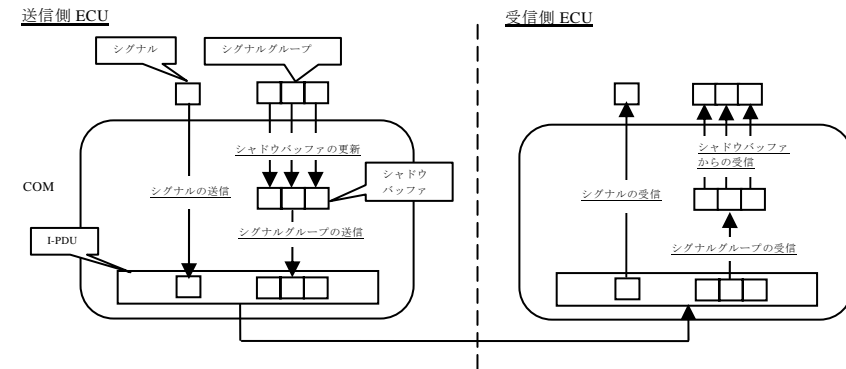 送信側 ECU
受信側 ECU
シグナル
シグナルグループ
シャドウバッファの更新
シャドウバッファ
からの受信
シャドウ
バッファ
COM
シグナルの送信
シグナルの受信
シグナルグループの送信
I-PDU
シグナルグループの受信